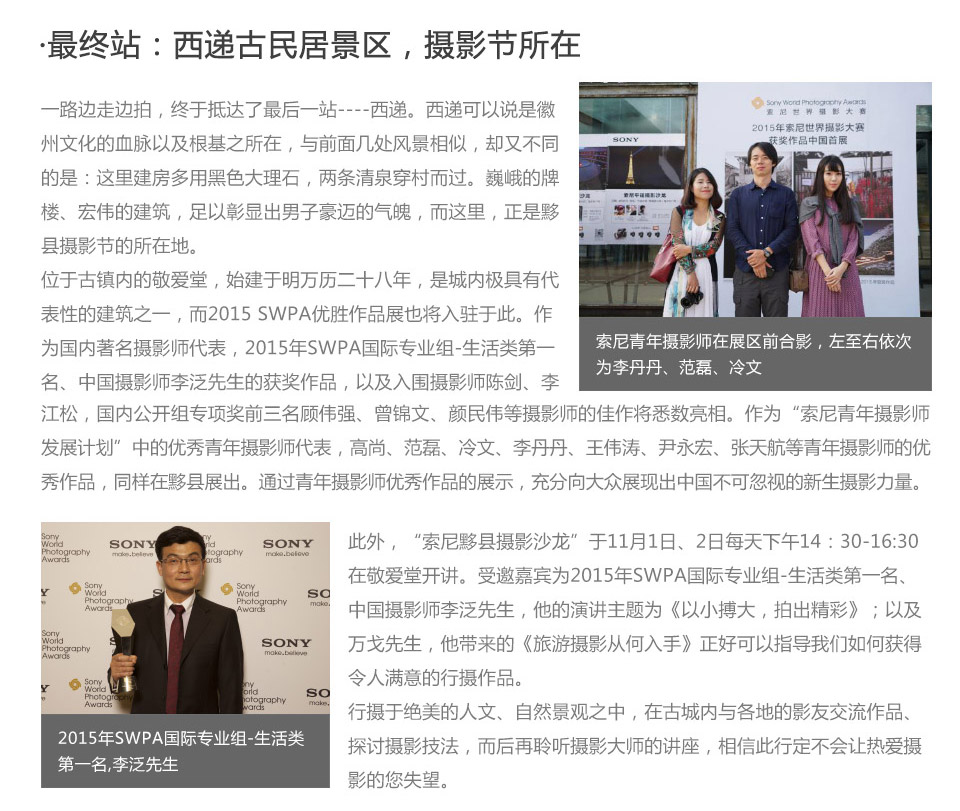 ·最终站：西递古民居景区，摄影节所在
一路边走边拍，终于抵达了最后一站----西递。西递可以说是徽
州文化的血脉以及根基之所在，与前面几处风景相似，却又不同
的是：这里建房多用黑色大理石，两条清泉穿村而过。巍峨的牌
楼、宏伟的建筑，足以彰显出男子豪迈的气魄，而这里，正是黟
县摄影节的所在地。
位于古镇内的敬爱堂，始建于明万历二十八年，是城内极具有代
表性的建筑之一，而2015 SWPA优胜作品展也将入驻于此。作
为国内著名摄影师代表，2015年SWPA国际专业组-生活类第一
名、中国摄影师李泛先生的获奖作品，以及入围摄影师陈剑、李
江松，国内公开组专项奖前三名顾伟强、曾锦文、颜民伟等摄影师的佳作将悉数亮相。作为“索尼青年摄影师
发展计划”中的优秀青年摄影师代表，高尚、范磊、冷文、李丹丹、王伟涛、尹永宏、张天航等青年摄影师的优
秀作品，同样在黟县展出。通过青年摄影师优秀作品的展示，充分向大众展现出中国不可忽视的新生摄影力量。
Sony World Photography Awards
索尼世界摄影大赛
2015年索尼世界摄影大赛
获奖作品中国首展
SONY
索尼青年摄影师在展区前合影，左至右依次
为李丹丹、范磊、冷文
Sony
World
Photography
Awards
SONY
make.believe
SONY
make.believe
Sony
World
Photography
Awards
Sony
World
Photography
Awards
Sony
World
Photography
Awards
SONY
make.believe
Sony
World
Photography
Awards
2015年SWPA国际专业组-生活类
第一名,李泛先生
此外，“索尼黟县摄影沙龙”于11月1日、2日每天下午14：30-16:30
在敬爱堂开讲。受邀嘉宾为2015年SWPA国际专业组-生活类第一名、
中国摄影师李泛先生，他的演讲主题为《以小搏大，拍出精彩》；以及
万戈先生，他带来的《旅游摄影从何入手》正好可以指导我们如何获得
令人满意的行摄作品。
行摄于绝美的人文、自然景观之中，在古城内与各地的影友交流作品、
探讨摄影技法，而后再聆听摄影大师的讲座，相信此行定不会让热爱摄
影的您失望。